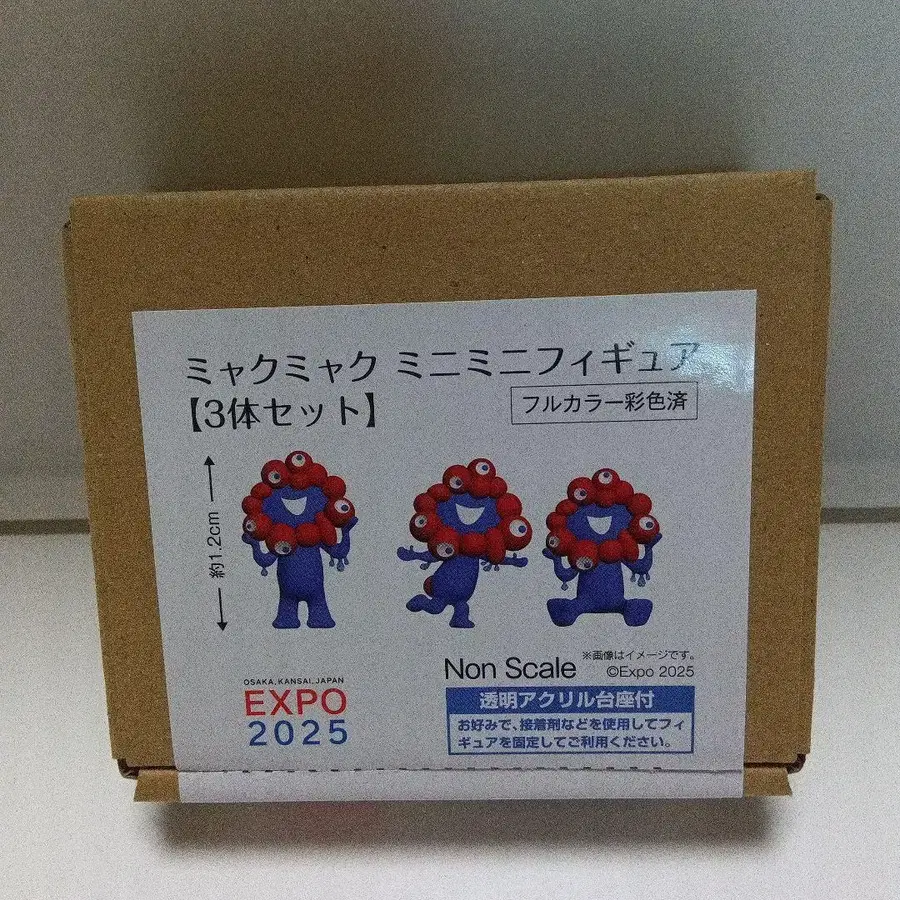 ミャクミャク ミニミニフィギュア
【3体セット】
フルカラー彩色済
約1.2cm
OSAKA, KANSAI, JAPAN
EXPO
2025
Non Scale
※画像はイメージです。
©Expo 2025
透明アクリル台座付
お好みで、接着剤などを使用してフィ
ギュアを固定してご利用ください。